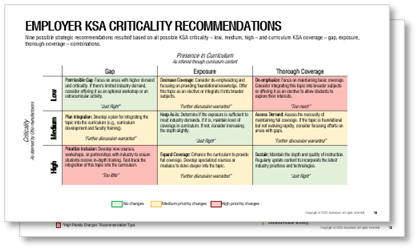 EMPLOYER KSA CRITICALITY RECOMMENDATIONS
Nine possible strategic recommendations resulted based on all possible KSA criticality – low, medium, high – and curriculum KSA coverage – gap, exposure,
thorough coverage – combinations.
Presence in Curriculum
As offered through curriculum content
Gap
Exposure
Thorough Coverage
Criticality
Low
Medium
High
Permissible Gap: Focus on areas with higher demand
and criticality. If there's limited industry demand,
consider offering it as an optional workshop or an
extracurricular activity.
"Just Right"
Decrease Coverage: Consider de-emphasizing and
focusing on providing foundational knowledge. Offer
this topic as an elective or integrate it into broader
subjects.
"Further discussion warranted"
De-emphasize: Focus on maintaining basic coverage.
Consider integrating this topic into broader subjects
or offering it as an elective to allow students to
explore their interests.
"Too much"
Plan Integration: Develop a plan for integrating the
topic into the curriculum (e.g., curriculum
development and faculty training).
"Further discussion warranted"
Keep As-Is: Determine if the exposure is sufficient to
meet industry demands. If it is, maintain level of
coverage in curriculum. If not, consider increasing
the depth slightly.
"Just Right"
Assess Demand: Assess the necessity of
maintaining full coverage. If the topic is foundational
but not evolving rapidly, consider focusing efforts on
areas with gaps.
"Further discussion warranted"
Prioritize Inclusion: Develop new courses,
workshops, or partnerships with industry to ensure
students receive in-depth training. Fast-track the
integration of this topic into the curriculum.
"Too little"
Expand Coverage: Enhance the curriculum to provide
full coverage. Develop specialized courses or
modules to delve deeper into the topic.
"Further discussion warranted"
Sustain: Maintain the depth and quality of instruction.
Regularly update content to incorporate the latest
industry practices and technologies.
"Just Right"
No changes
Medium-priority changes
High-priority changes
"High Priority Changes" Recommendation Type